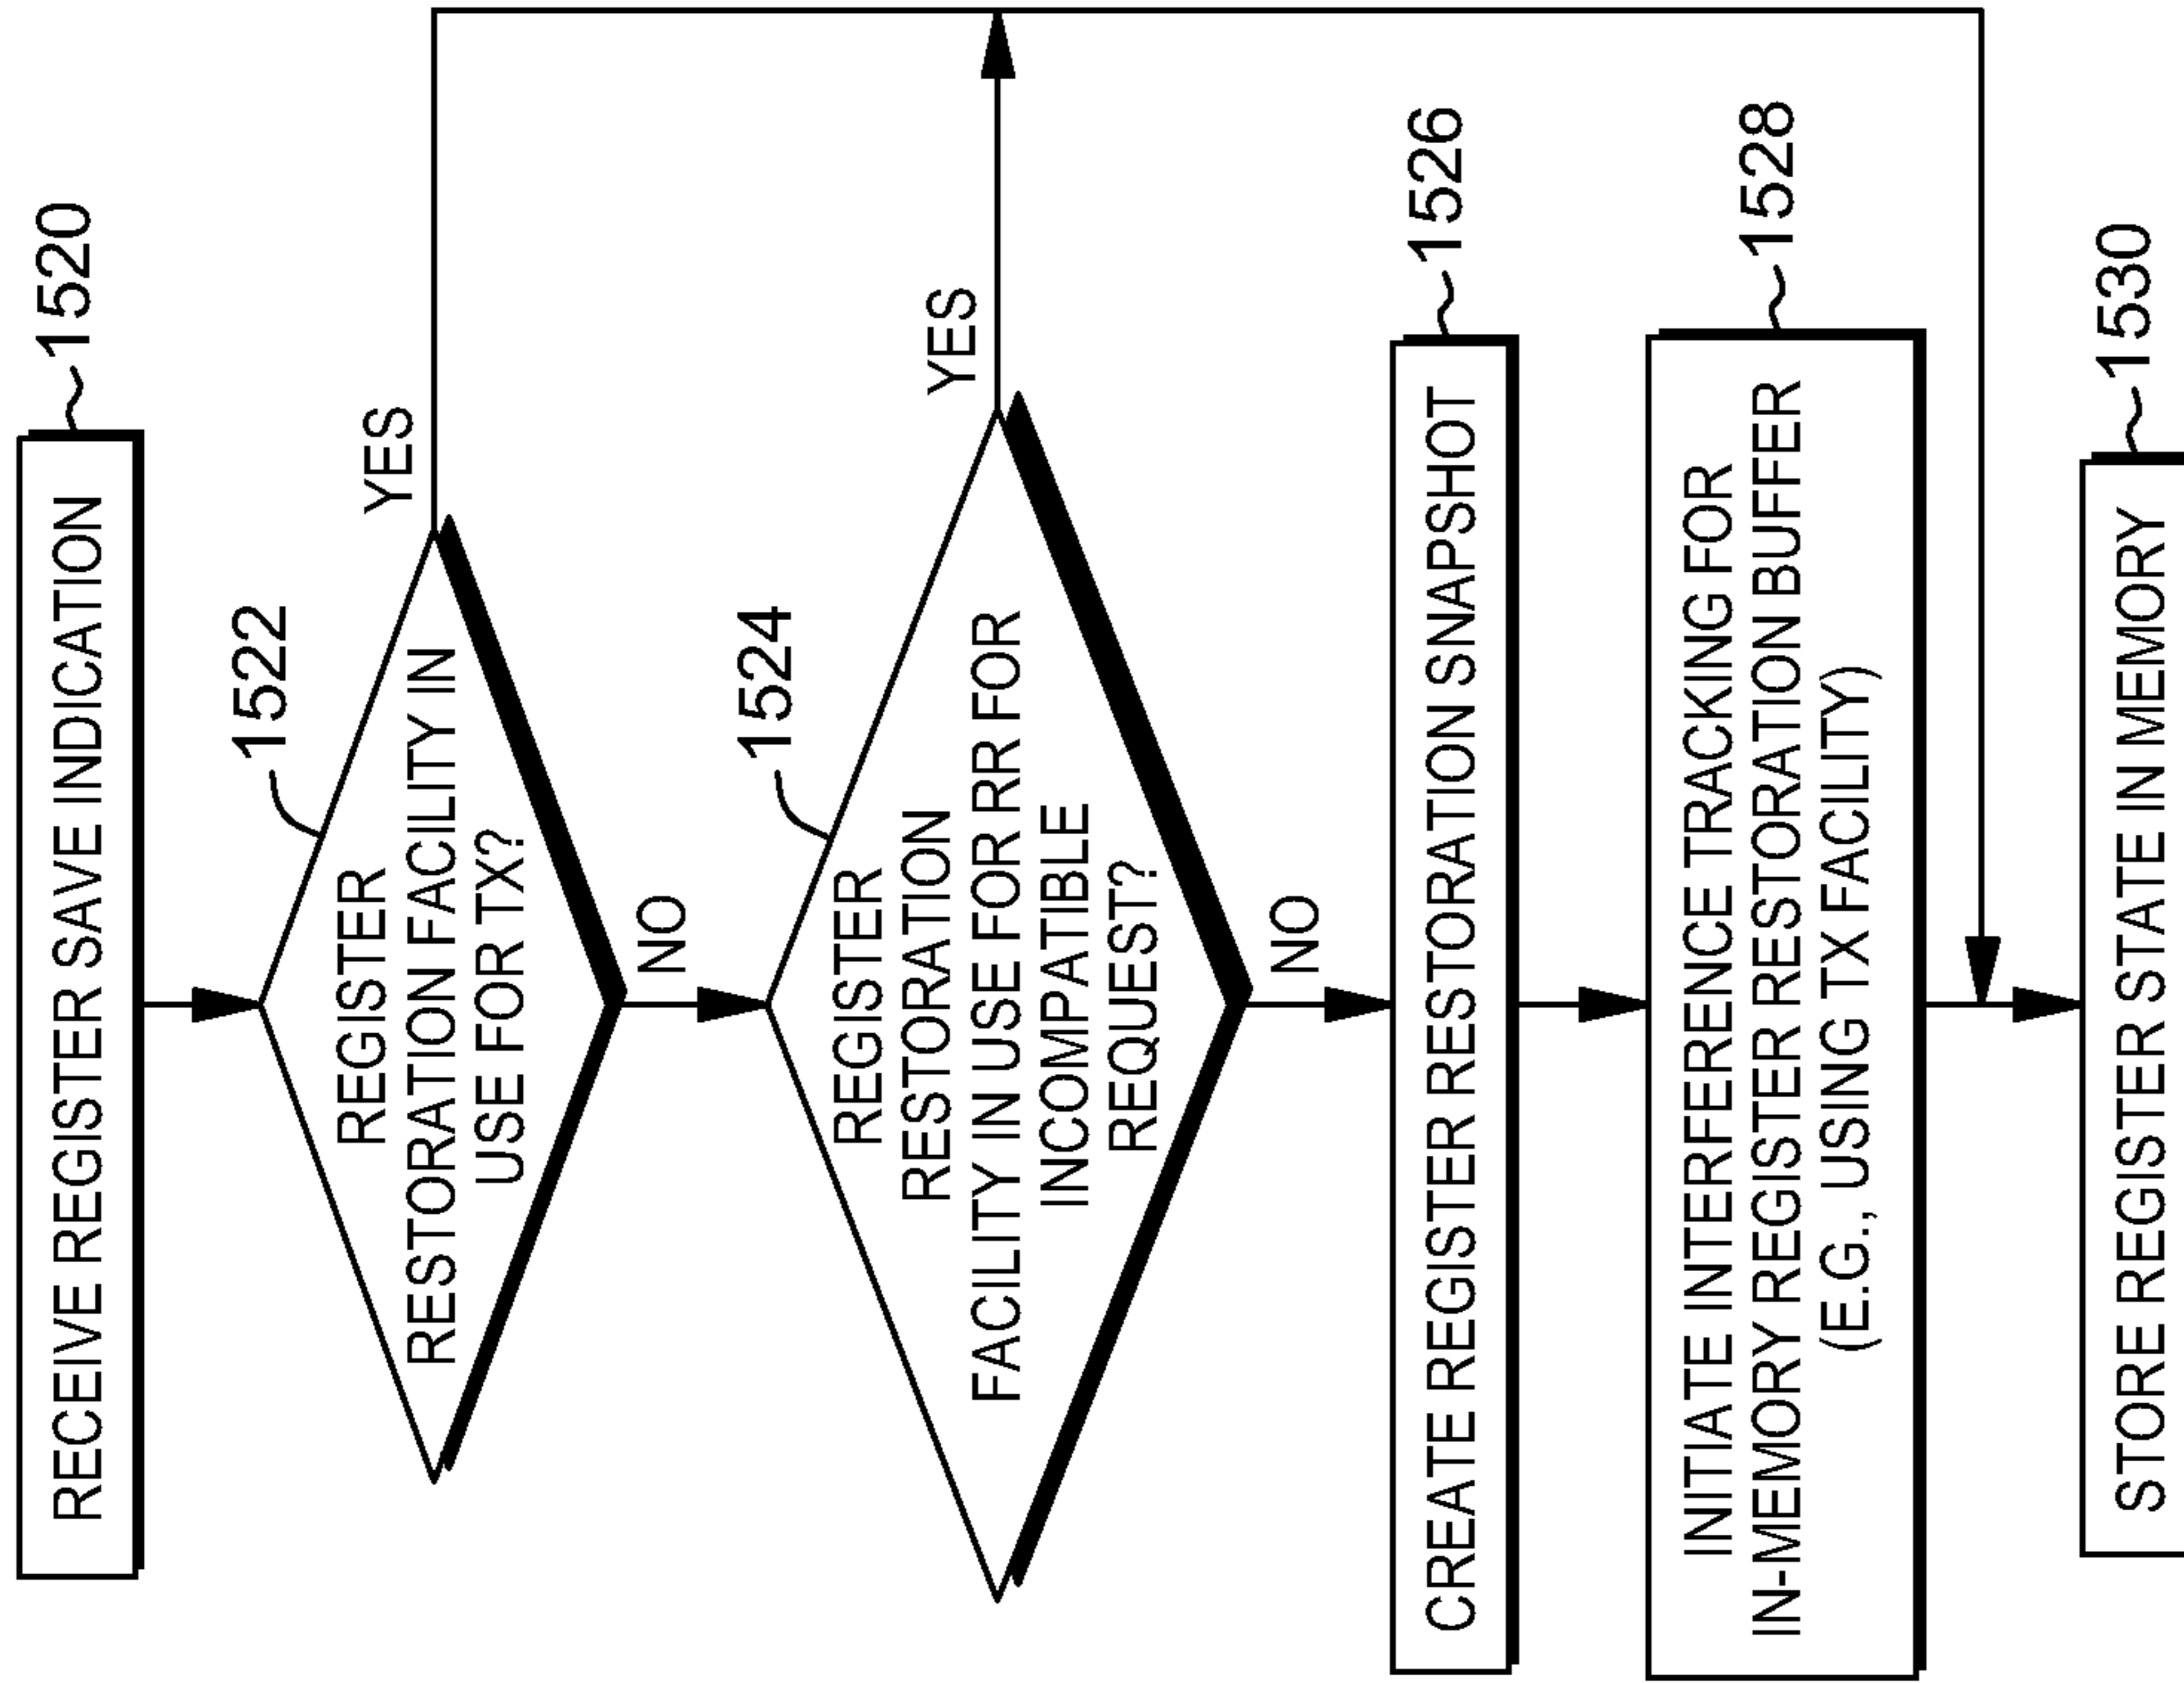 RECEIVE REGISTER SAVE INDICATION
1520
1522
REGISTER
RESTORATION FACILITY IN
USE FOR TX?
YES
NO
1524
REGISTER
RESTORATION
FACILITY IN USE FOR RR FOR
INCOMPATIBLE
REQUEST?
YES
NO
CREATE REGISTER RESTORATION SNAPSHOT
1526
INITIATE INTERFERENCE TRACKING FOR
IN-MEMORY REGISTER RESTORATION BUFFER
(E.G., USING TX FACILITY)
1528
STORE REGISTER STATE IN MEMORY
1530